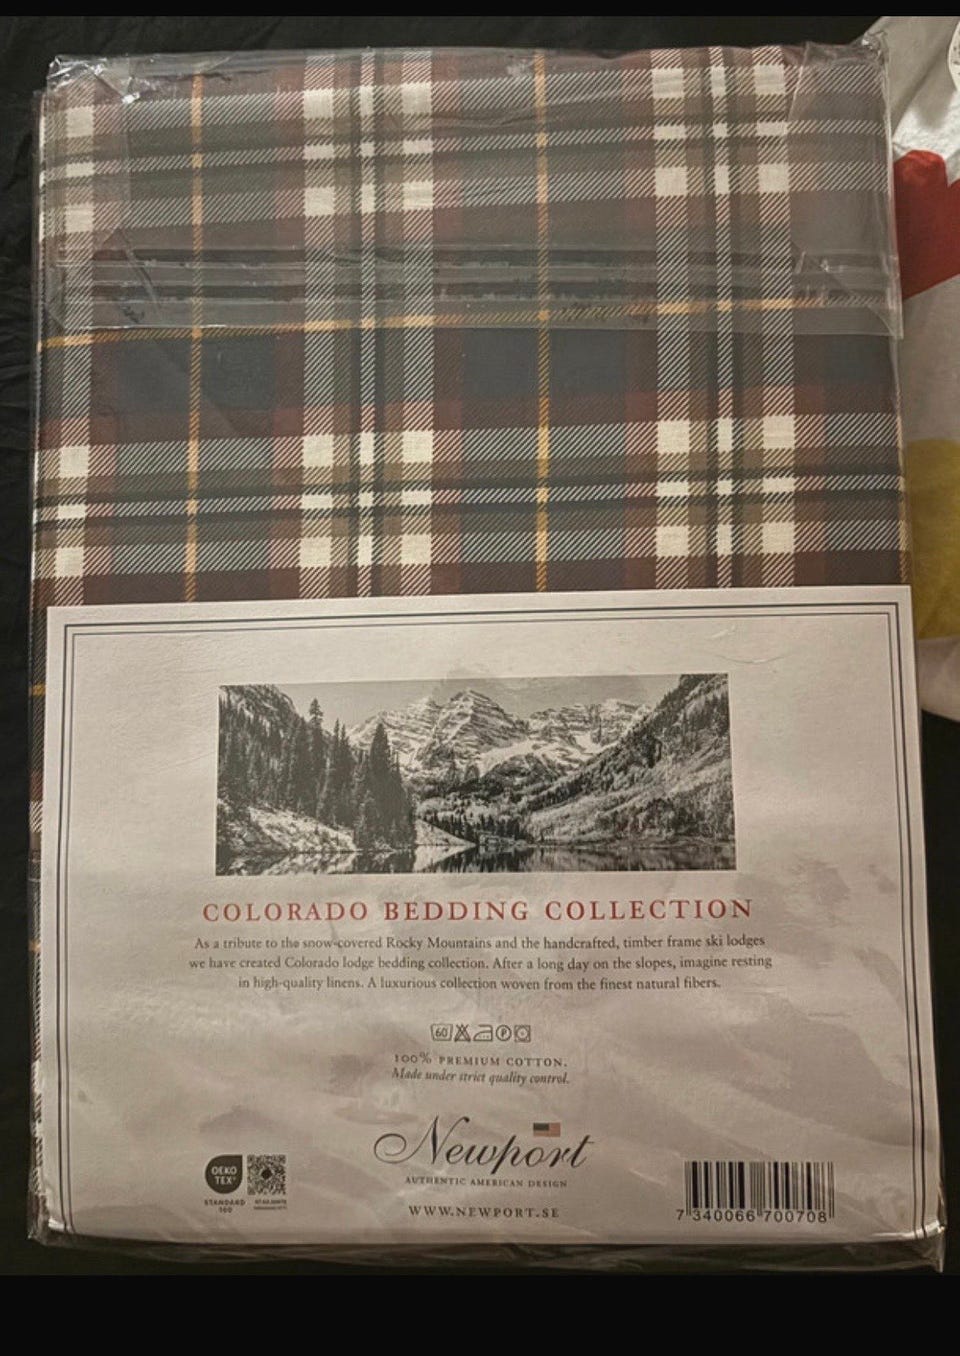 COLORADO BEDDING COLLECTION
As a tribute to the snow-covered Rocky Mountains and the handcrafted, timber frame ski lodges
we have created Colorado lodge bedding collection. After a long day on the slopes, imagine resting
in high-quality linens. A luxurious collection woven from the finest natural fibers.
60 P
100% PREMIUM COTTON.
Made under strict quality control.
Newport
AUTHENTIC AMERICAN DESIGN
WWW.NEWPORT.SE
OEKO
TEX®
STANDARD
100
7 340066 700708